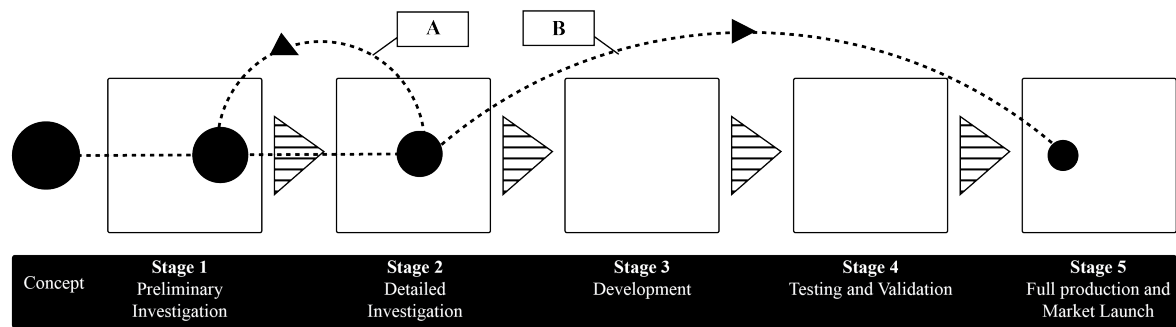 A
B
Concept
Stage 1
Preliminary
Investigation
Stage 2
Detailed
Investigation
Stage 3
Development
Stage 4
Testing and Validation
Stage 5
Full production and
Market Launch